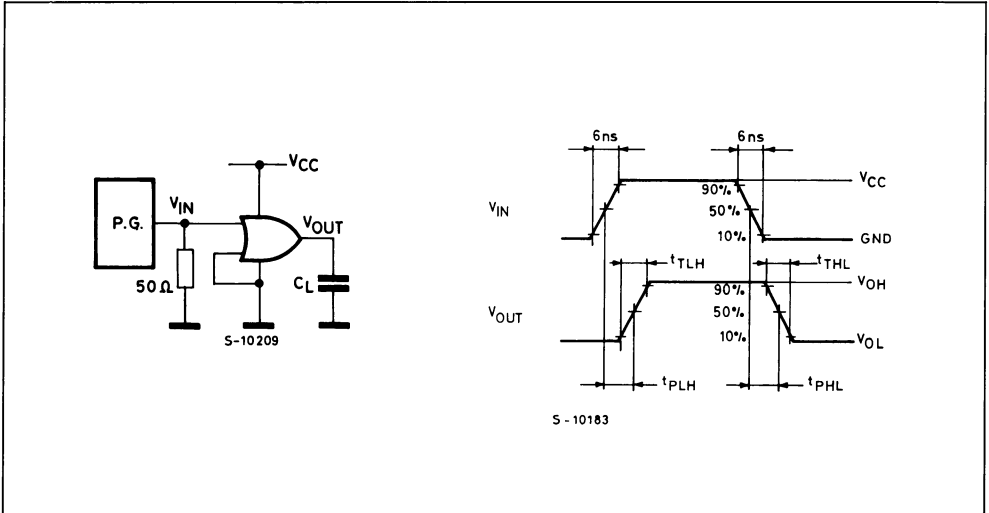 VCC
P.G.
VIN
VOUT
50Ω
CL
S-10209
6ns
6ns
VIN
90%
50%
10%
VCC
GND
tTLH
tTHL
VOUT
90%
50%
10%
VOH
VOL
tPLH
tPHL
S-10183